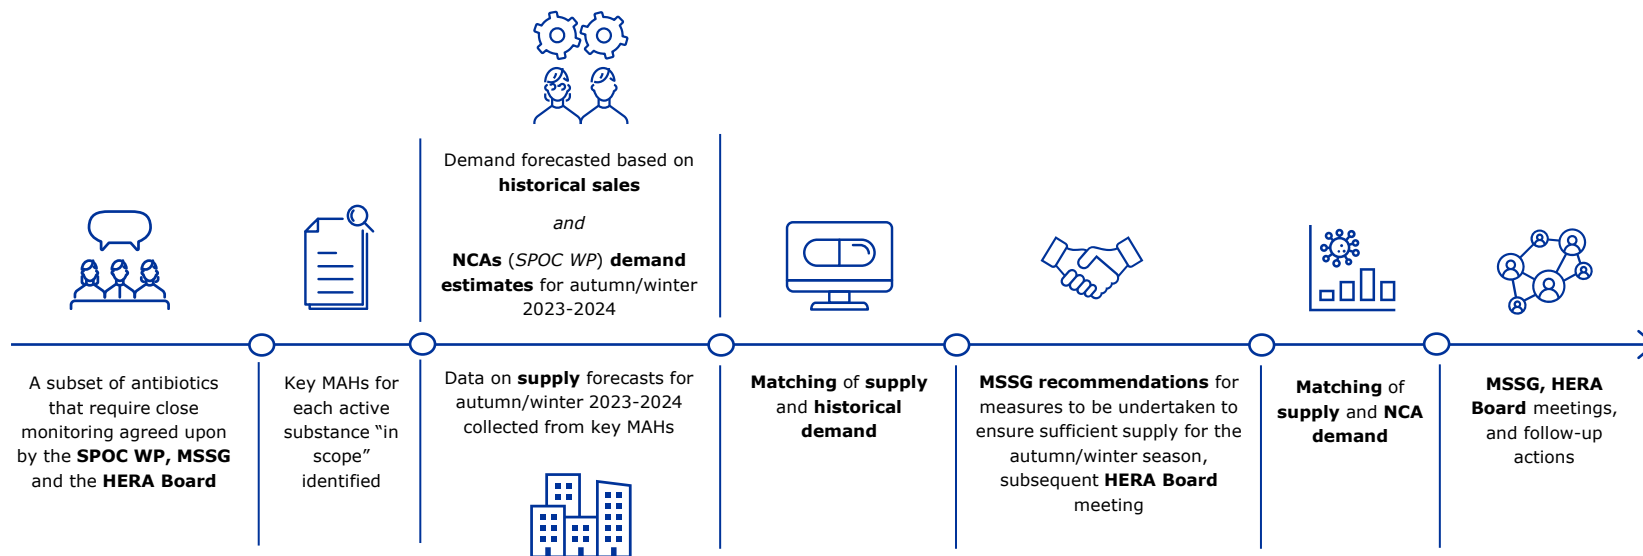 A subset of antibiotics
that require close
monitoring agreed upon
by the SPOC WP, MSSG
and the HERA Board
Key MAHs for
each active
substance “in
scope”
identified
Demand forecasted based on
historical sales
and
NCAs (SPOC WP) demand
estimates for autumn/winter
2023-2024
Data on supply forecasts for
autumn/winter 2023-2024
collected from key MAHs
Matching of supply
and historical
demand
MSSG recommendations for
measures to be undertaken to
ensure sufficient supply for the
autumn/winter season,
subsequent HERA Board
meeting
Matching of
supply and NCA
demand
MSSG, HERA
Board meetings,
and follow-up
actions